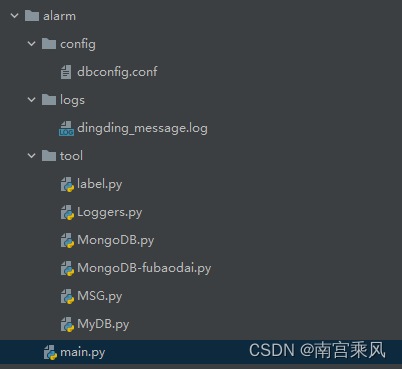 alarm
config
dbconfig.conf
logs
LOG dingding_message.log
tool
label.py
Loggers.py
MongoDB.py
MongoDB-fubaodai.py
MSG.py
MyDB.py
main.py CSDN @南宫乘风